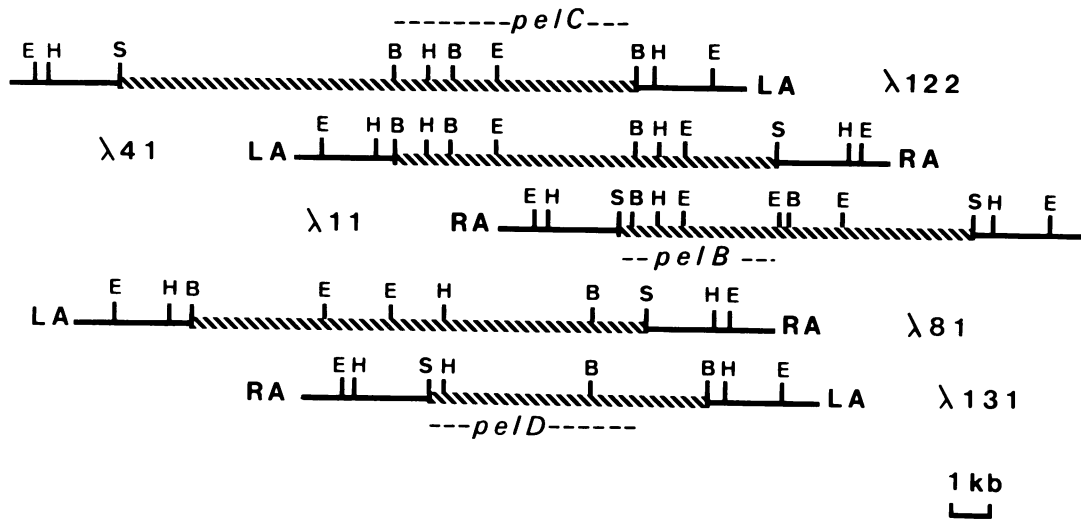 --------pelC---
E H S B H B E B H E
LA λ122
E H B H B E B H E S H E
λ41 LA RA
E H S B H E E B E S H E
λ11 RA
--pelB--
E H B E E H B S H E
LA RA λ81
E H S H B B H E
RA LA λ131
---pelD------
1 kb